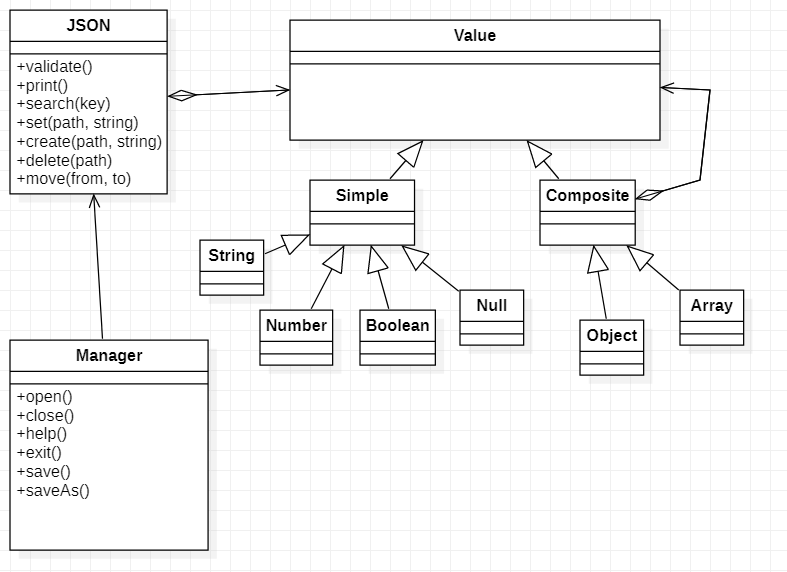 JSON
+validate()
+print()
+search(key)
+set(path, string)
+create(path, string)
+delete(path)
+move(from, to)
Value
Simple
Composite
String
Number
Boolean
Null
Object
Array
Manager
+open()
+close()
+help()
+exit()
+save()
+saveAs()